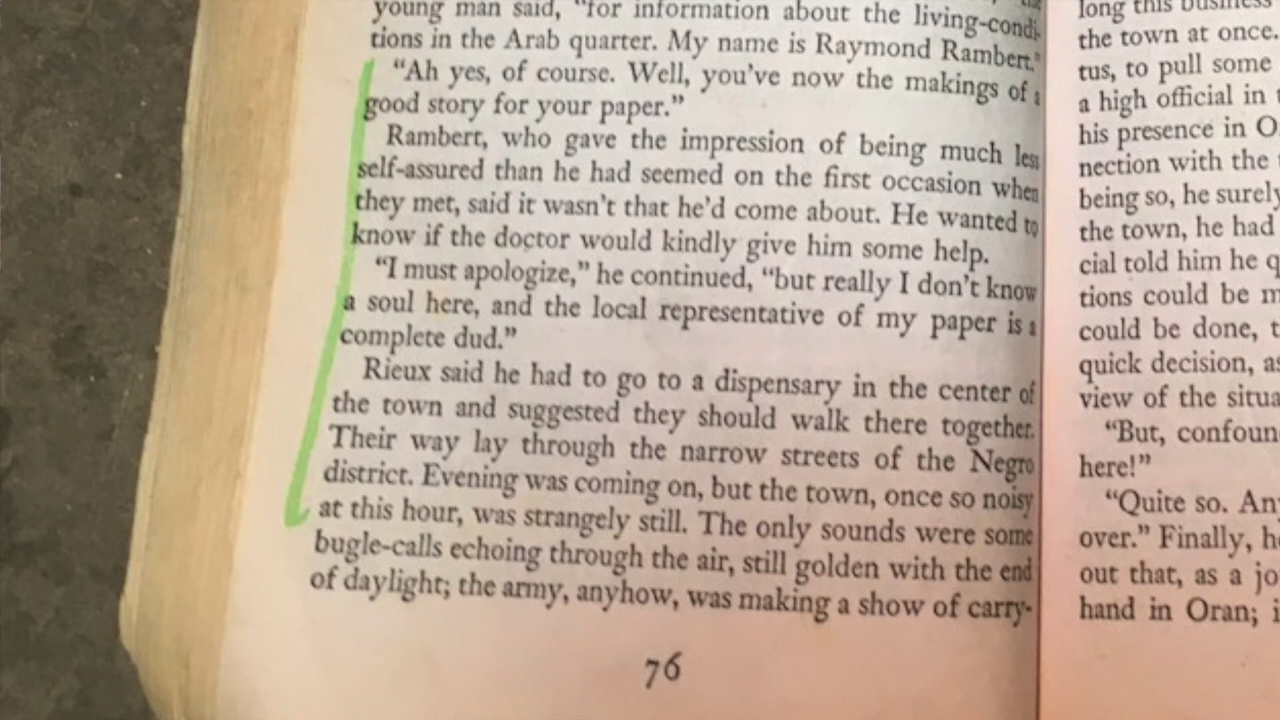 young man said, "for information about the living-condi-
tions in the Arab quarter. My name is Raymond Rambert."
"Ah yes, of course. Well, you've now the makings of a
good story for your paper."
Rambert, who gave the impression of being much less
self-assured than he had seemed on the first occasion when
they met, said it wasn't that he'd come about. He wanted to
know if the doctor would kindly give him some help.
"I must apologize," he continued, "but really I don't know
a soul here, and the local representative of my paper is a
complete dud."
Rieux said he had to go to a dispensary in the center of
the town and suggested they should walk there together.
Their way lay through the narrow streets of the Negro
district. Evening was coming on, but the town, once so noisy
at this hour, was strangely still. The only sounds were some
bugle-calls echoing through the air, still golden with the end
of daylight; the army, anyhow, was making a show of carry-
76
long this business
the town at once.
tus, to pull some
a high official in
his presence in O
nection with the
being so, he surely
the town, he had
cial told him he q
tions could be m
could be done, t
quick decision, as
view of the situa
"But, confoun
here!"
"Quite so. An
over." Finally, he
out that, as a jo
hand in Oran; i